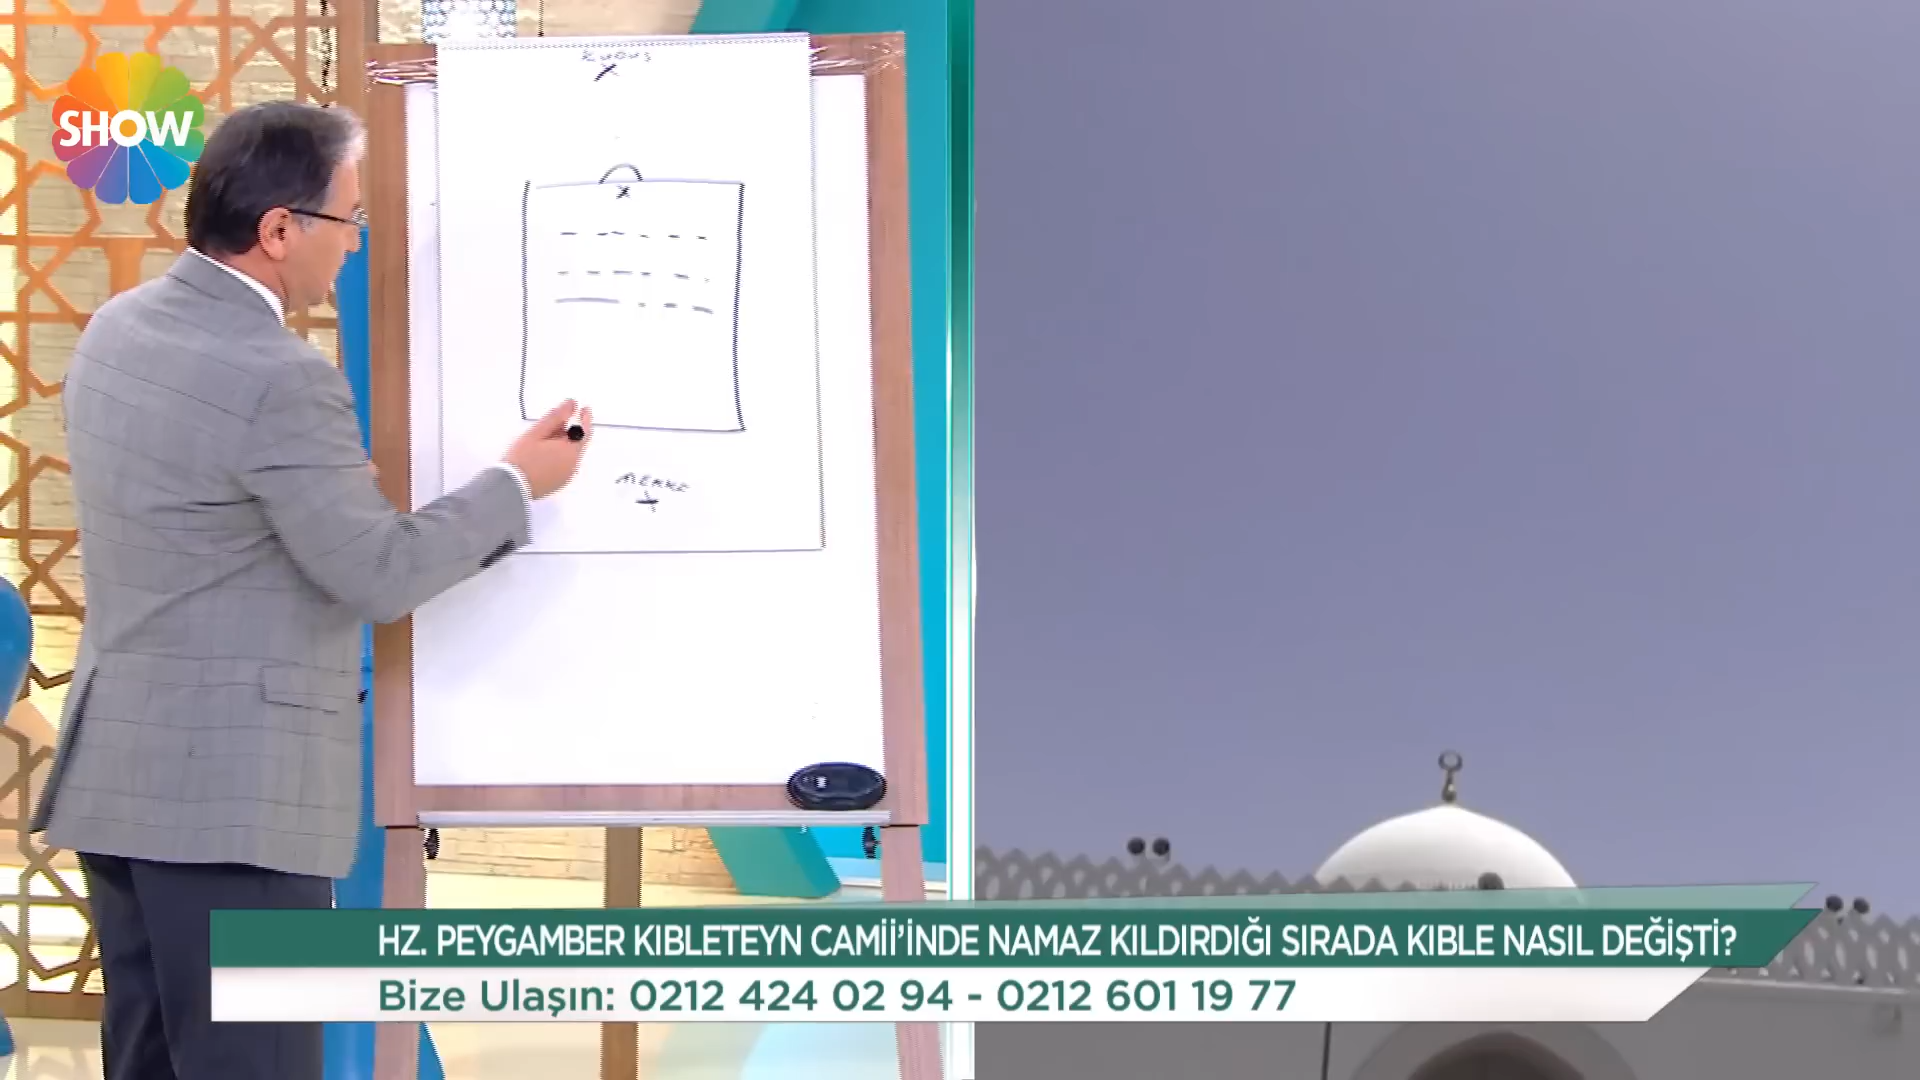 SHOW
KUDUS
MEKKE
HZ. PEYGAMBER KIBLETEYN CAMİİ'İNDE NAMAZ KILDIRDIĞI SIRADA KIBLE NASIL DEĞİŞTİ?
Bize Ulaşın: 0212 424 02 94 - 0212 601 19 77